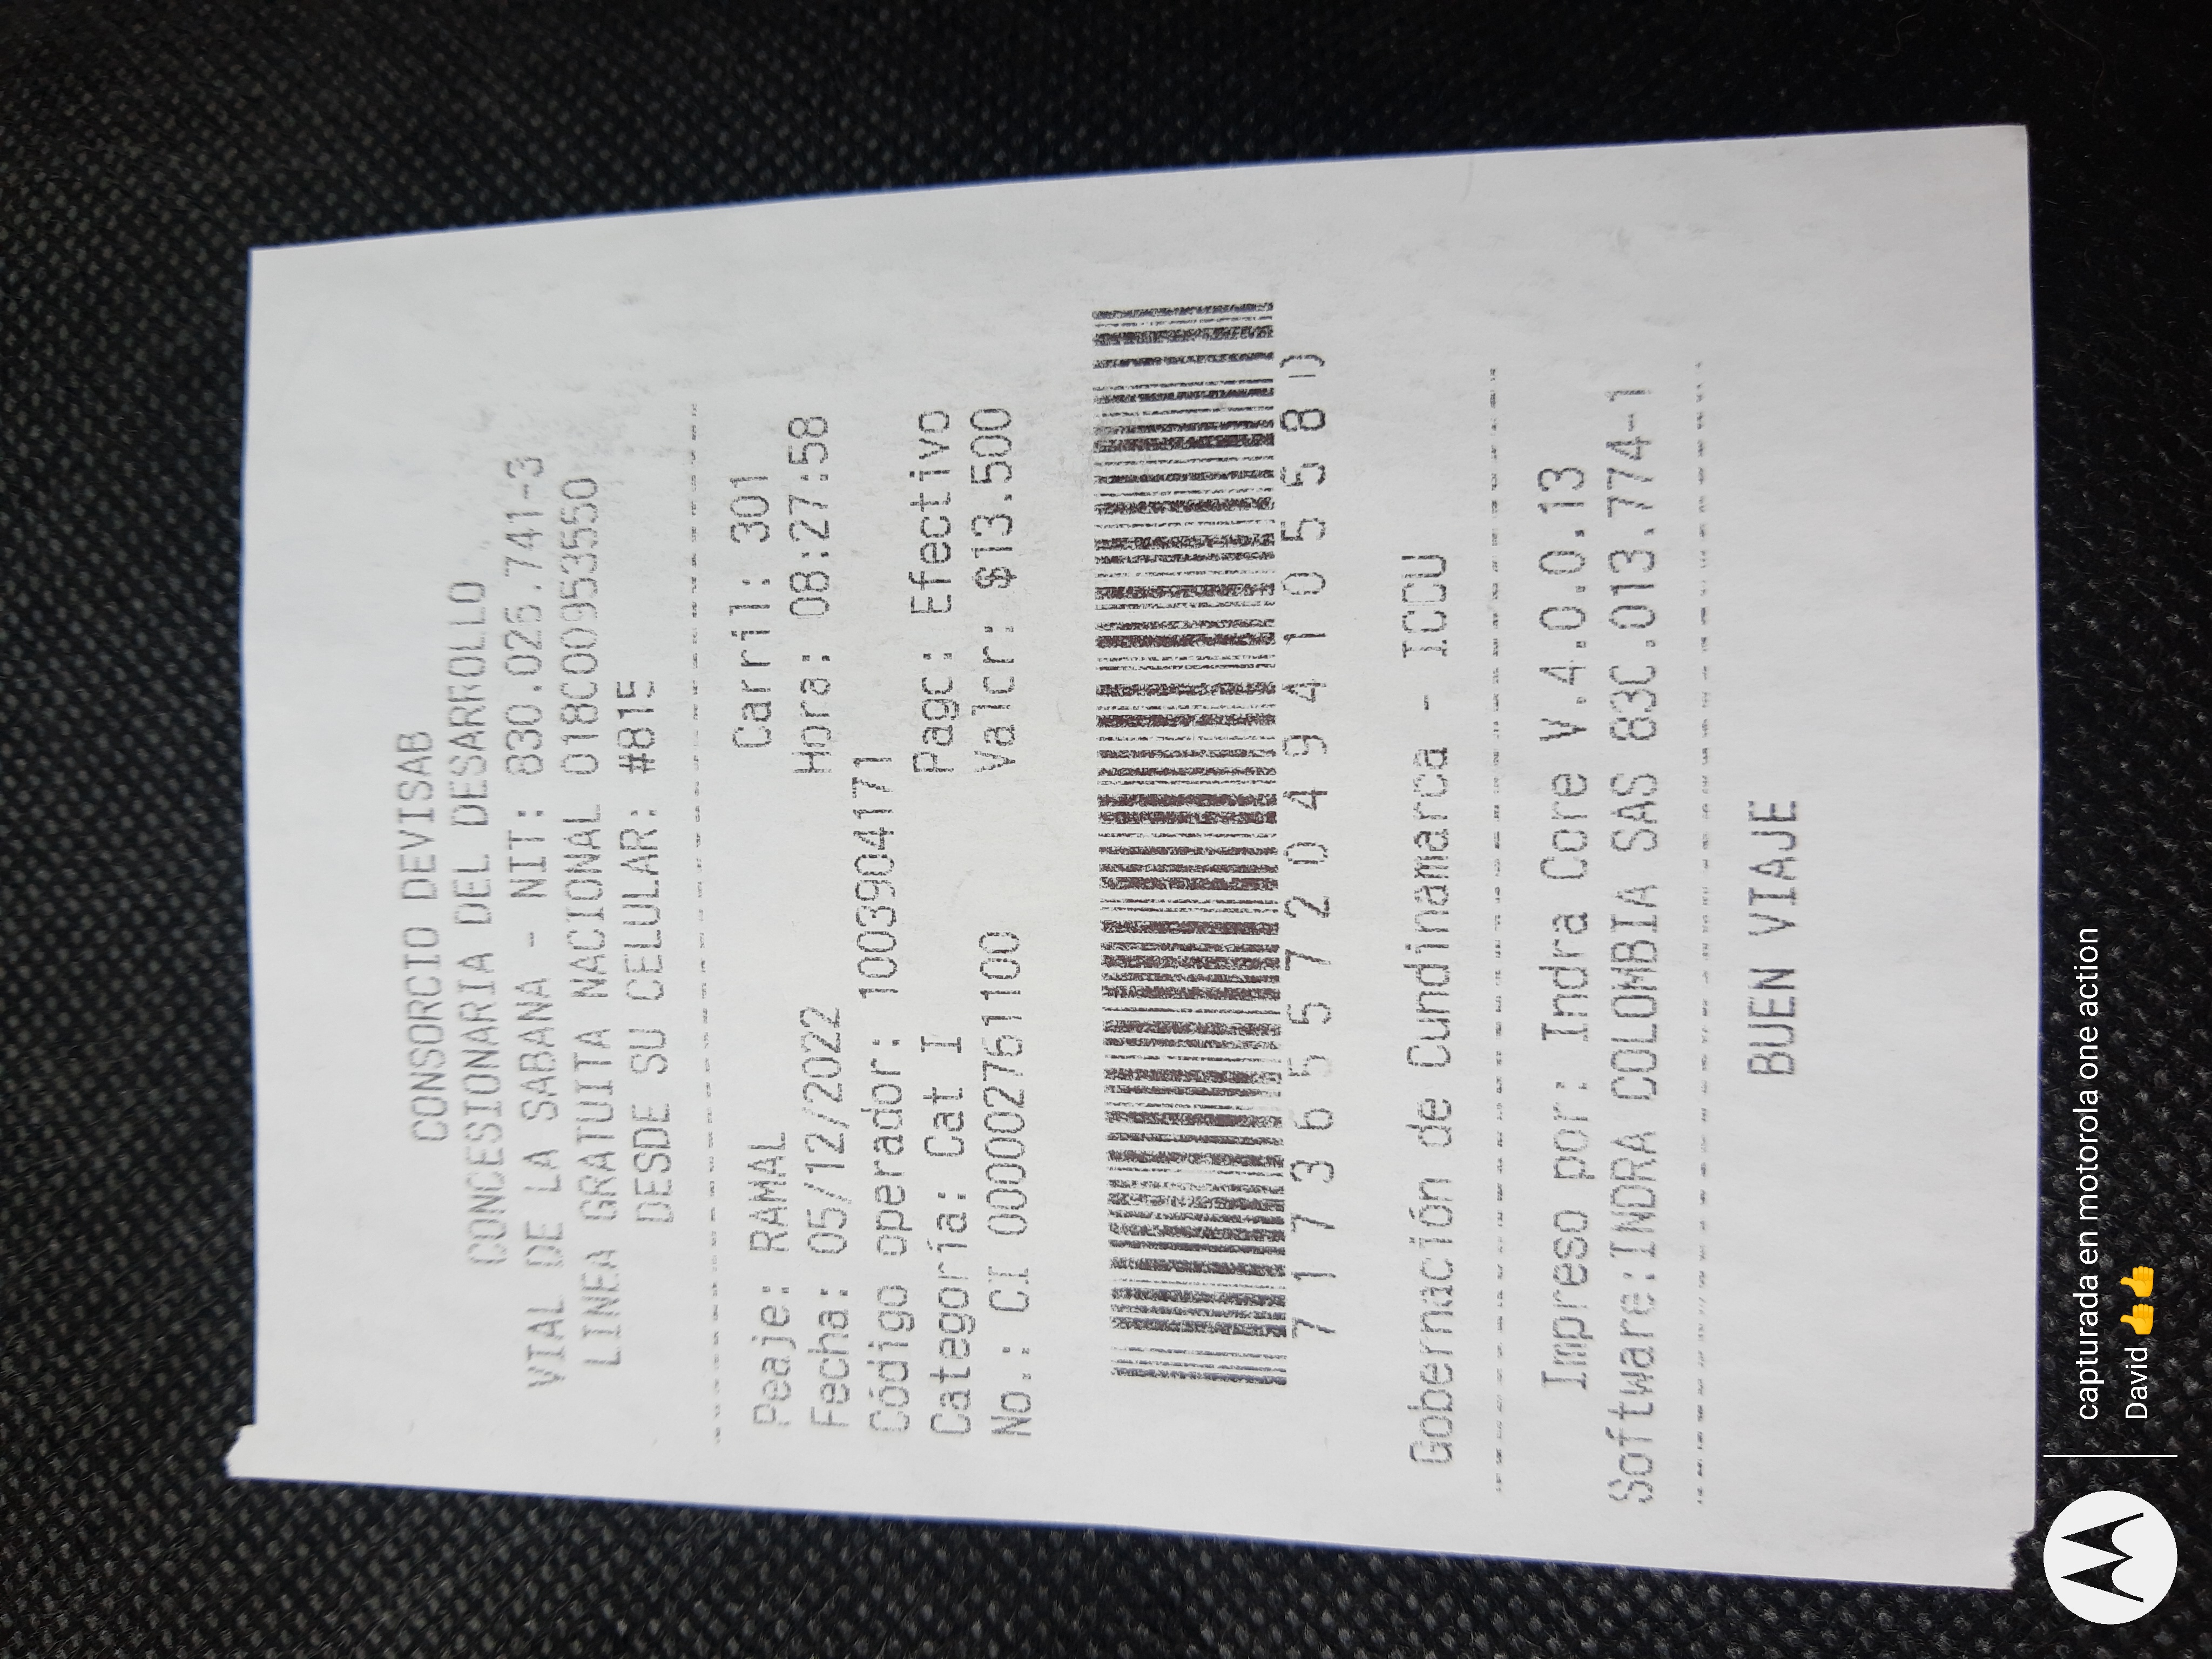 CONSORCIO DEVISAB
CONCESIONARIA DEL DESARROLLO
VIAL DE LA SABANA - NIT: 830.026.741-3
LINEA GRATUITA NACIONAL 018000953550
DESDE SU CELULAR: #815
Peaje: RAMAL Carril: 301
Fecha: 05/12/2022 Hora: 08:27:58
Código operador: 1003904171
Categoría: Cat I Pago: Efectivo
No.: CI 000002761100 Valor: $13.500
7 1 7 3 6 5 5 7 2 0 4 9 4 1 0 5 5 8 0
Gobernación de Cundinamarca - ICCU
Impreso por: Indra Core V.4.0.0.13
Software:INDRA COLOMBIA SAS 830.013.774-1
BUEN VIAJE
capturada en motorola one action
David 👍👍